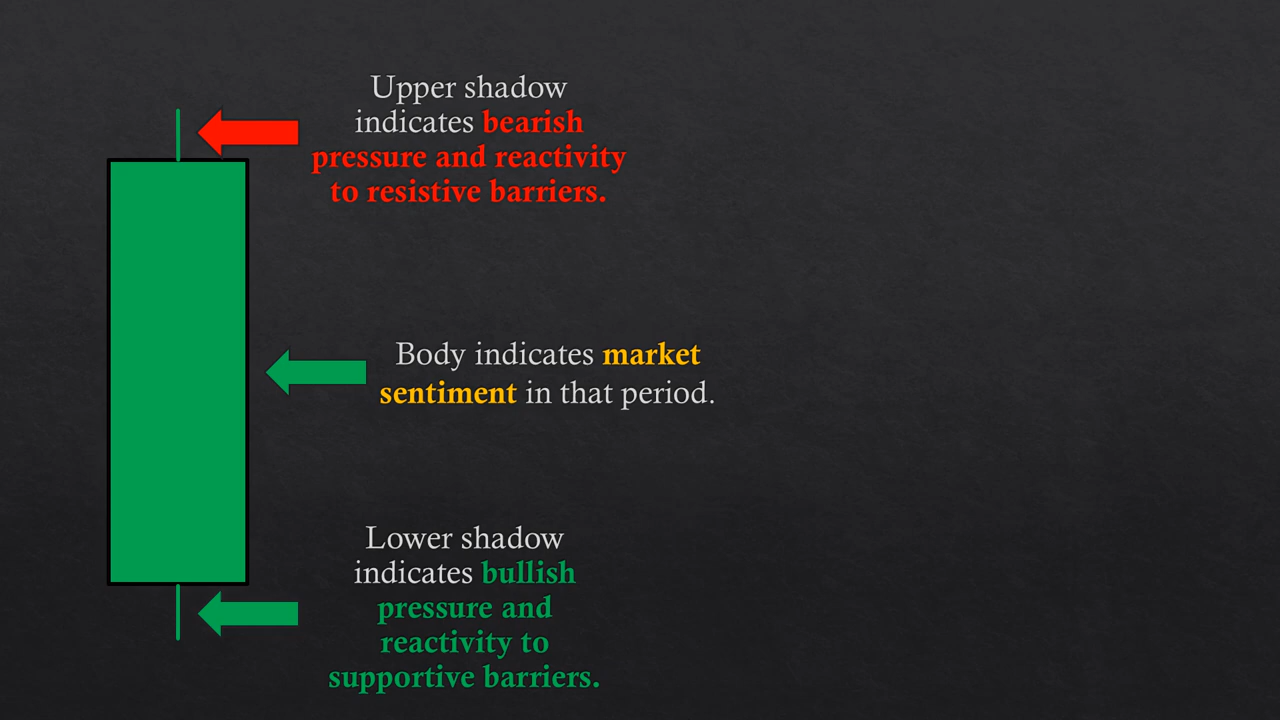 Upper shadow
indicates bearish
pressure and reactivity
to resistive barriers.
Body indicates market
sentiment in that period.
Lower shadow
indicates bullish
pressure and
reactivity to
supportive barriers.